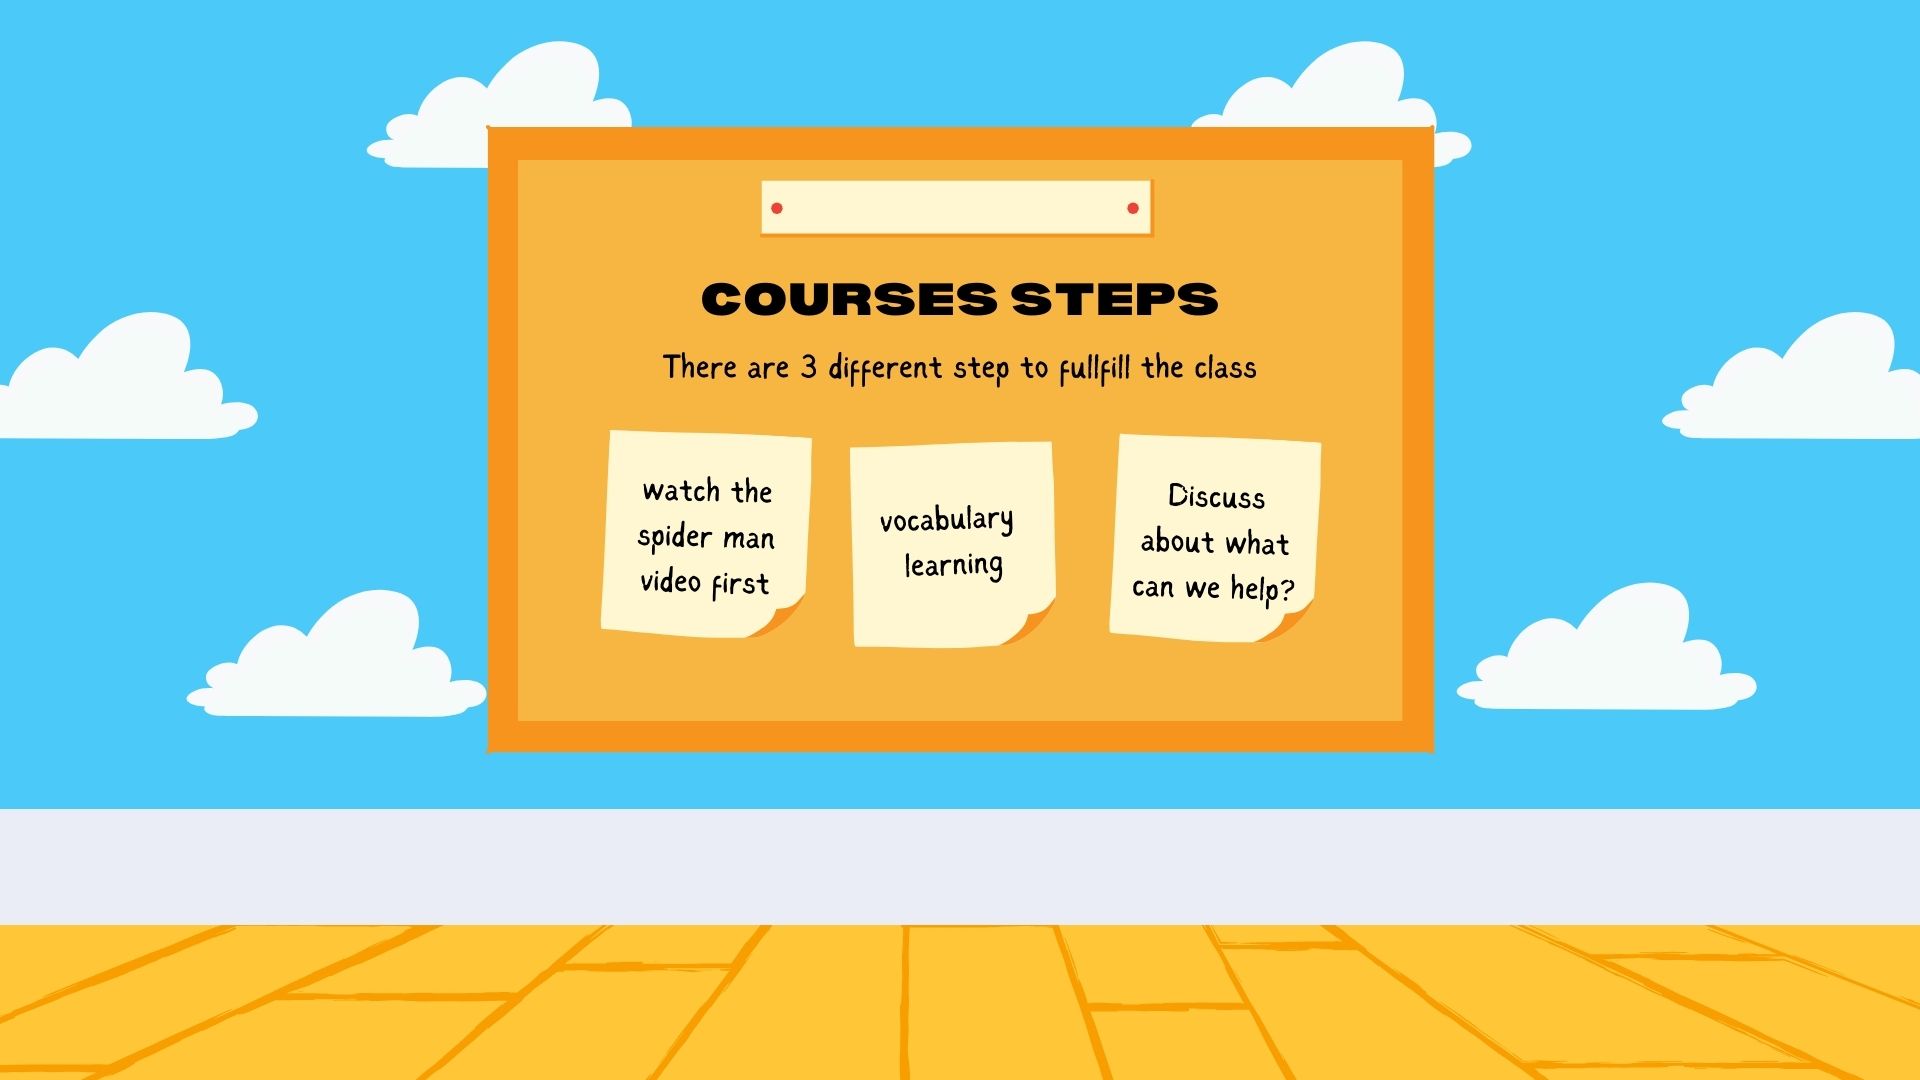 COURSES STEPS
There are 3 different step to fullfill the class
watch the
spider man
video first
vocabulary
learning
Discuss
about what
can we help?